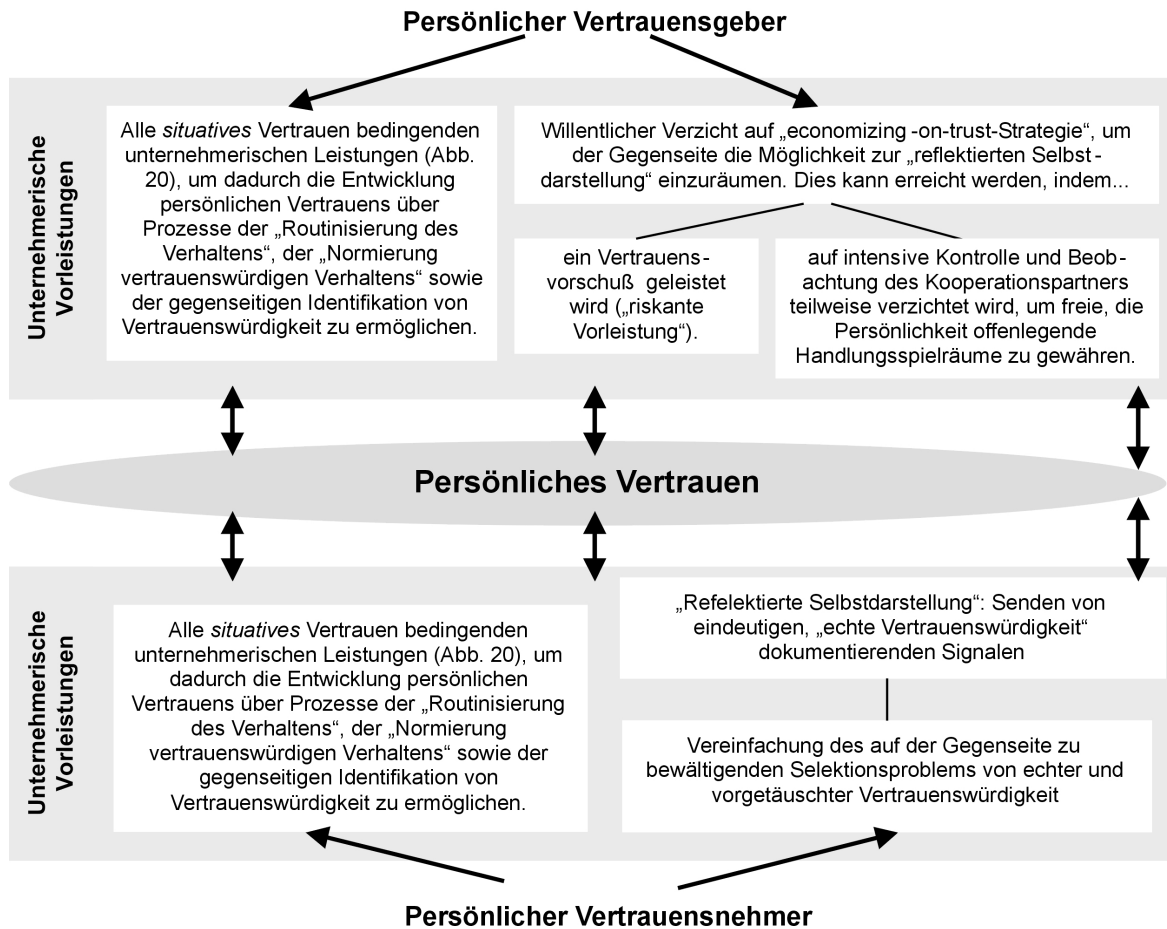 Persönlicher Vertrauensgeber
Unternehmerische
Vorleistungen
Alle situatives Vertrauen bedingenden
unternehmerischen Leistungen (Abb.
20), um dadurch die Entwicklung
persönlichen Vertrauens über
Prozesse der „Routinisierung des
Verhaltens“, der „Normierung
vertrauenswürdigen Verhaltens“ sowie
der gegenseitigen Identifikation von
Vertrauenswürdigkeit zu ermöglichen.
Willentlicher Verzicht auf „economizing -on-trust-Strategie“, um
der Gegenseite die Möglichkeit zur „reflektierten Selbst-
darstellung“ einzuräumen. Dies kann erreicht werden, indem...
ein Vertrauens-
vorschuß geleistet
wird („riskante
Vorleistung“).
auf intensive Kontrolle und Beob-
achtung des Kooperationspartners
teilweise verzichtet wird, um freie, die
Persönlichkeit offenlegende
Handlungsspielräume zu gewähren.
Persönliches Vertrauen
Unternehmerische
Vorleistungen
Alle situatives Vertrauen bedingenden
unternehmerischen Leistungen (Abb. 20), um
dadurch die Entwicklung persönlichen
Vertrauens über Prozesse der „Routinisierung
des Verhaltens“, der „Normierung
vertrauenswürdigen Verhaltens“ sowie der
gegenseitigen Identifikation von
Vertrauenswürdigkeit zu ermöglichen.
„Refelektierte Selbstdarstellung“: Senden von
eindeutigen, „echte Vertrauenswürdigkeit“
dokumentierenden Signalen
Vereinfachung des auf der Gegenseite zu
bewältigenden Selektionsproblems von echter und
vorgetäuschter Vertrauenswürdigkeit
Persönlicher Vertrauensnehmer